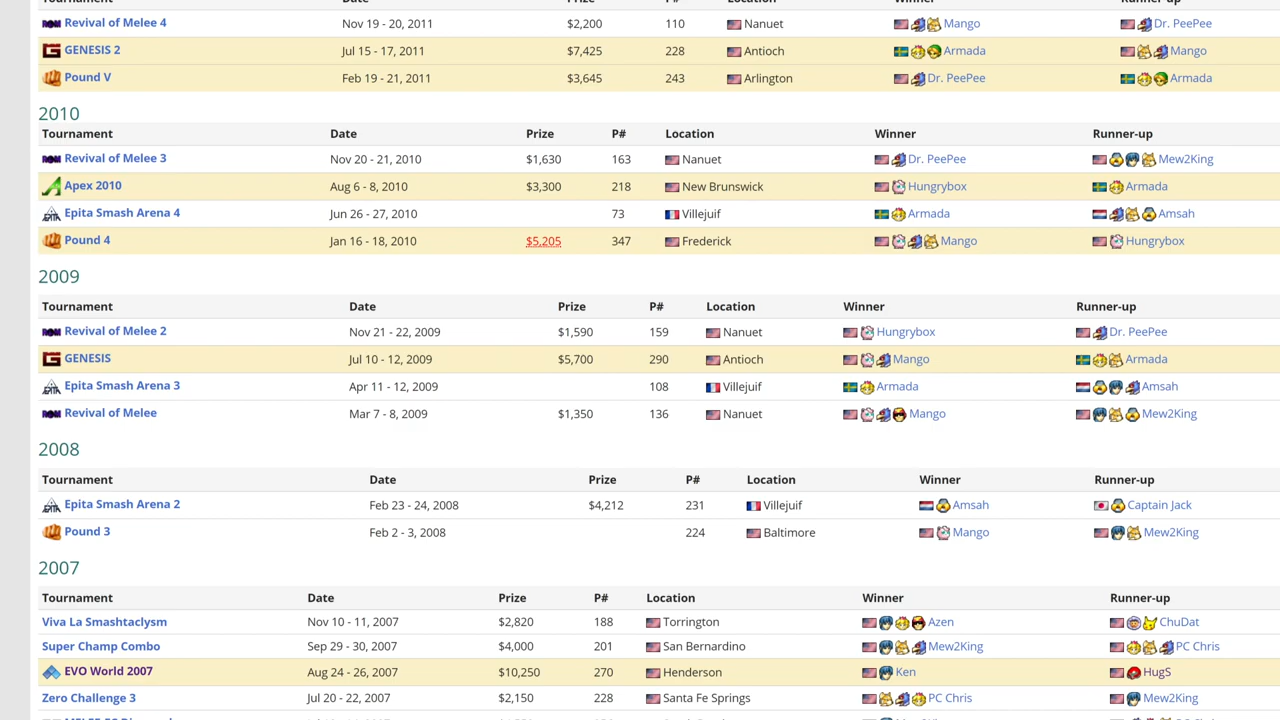 Revival of Melee 4 Nov 19 - 20, 2011 $2,200 110 Nanuet Mango Dr. PeePee
GENESIS 2 Jul 15 - 17, 2011 $7,425 228 Antioch Armada Mango
Pound V Feb 19 - 21, 2011 $3,645 243 Arlington Dr. PeePee Armada
2010
Tournament Date Prize P# Location Winner Runner-up
Revival of Melee 3 Nov 20 - 21, 2010 $1,630 163 Nanuet Dr. PeePee Mew2King
Apex 2010 Aug 6 - 8, 2010 $3,300 218 New Brunswick Hungrybox Armada
Epita Smash Arena 4 Jun 26 - 27, 2010 73 Villejuif Armada Amsah
Pound 4 Jan 16 - 18, 2010 $5,205 347 Frederick Mango Hungrybox
2009
Tournament Date Prize P# Location Winner Runner-up
Revival of Melee 2 Nov 21 - 22, 2009 $1,590 159 Nanuet Hungrybox Dr. PeePee
GENESIS Jul 10 - 12, 2009 $5,700 290 Antioch Mango Armada
Epita Smash Arena 3 Apr 11 - 12, 2009 108 Villejuif Armada Amsah
Revival of Melee Mar 7 - 8, 2009 $1,350 136 Nanuet Mango Mew2King
2008
Tournament Date Prize P# Location Winner Runner-up
Epita Smash Arena 2 Feb 23 - 24, 2008 $4,212 231 Villejuif Amsah Captain Jack
Pound 3 Feb 2 - 3, 2008 224 Baltimore Mango Mew2King
2007
Tournament Date Prize P# Location Winner Runner-up
Viva La Smashtaclysm Nov 10 - 11, 2007 $2,820 188 Torrington Azen ChuDat
Super Champ Combo Sep 29 - 30, 2007 $4,000 201 San Bernardino Mew2King PC Chris
EVO World 2007 Aug 24 - 26, 2007 $10,250 270 Henderson Ken HugS
Zero Challenge 3 Jul 20 - 22, 2007 $2,150 228 Santa Fe Springs PC Chris Mew2King